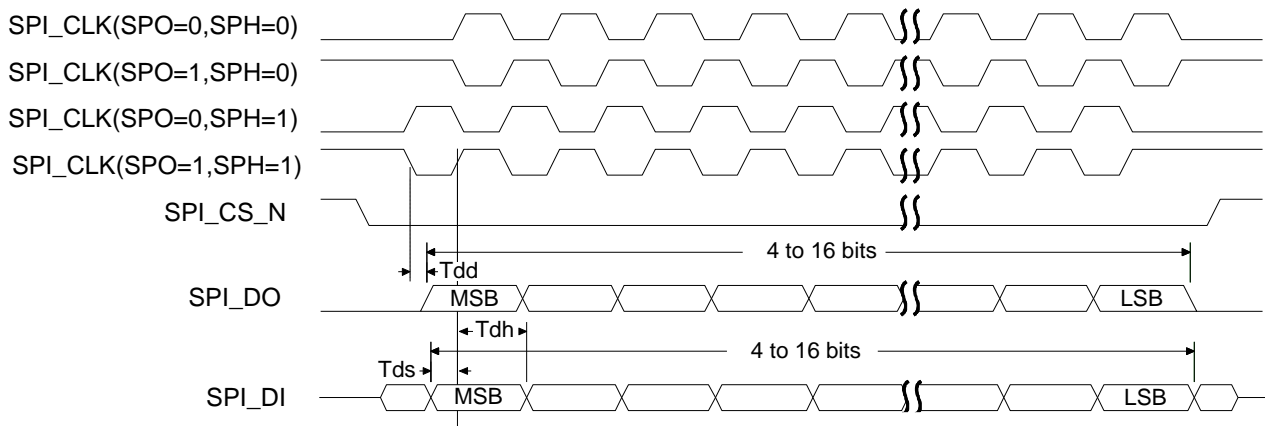 SPI_CLK(SPO=0,SPH=0)
SPI_CLK(SPO=1,SPH=0)
SPI_CLK(SPO=0,SPH=1)
SPI_CLK(SPO=1,SPH=1)
SPI_CS_N
4 to 16 bits
Tdd
SPI_DO
MSB
LSB
Tdh
4 to 16 bits
Tds
SPI_DI
MSB
LSB